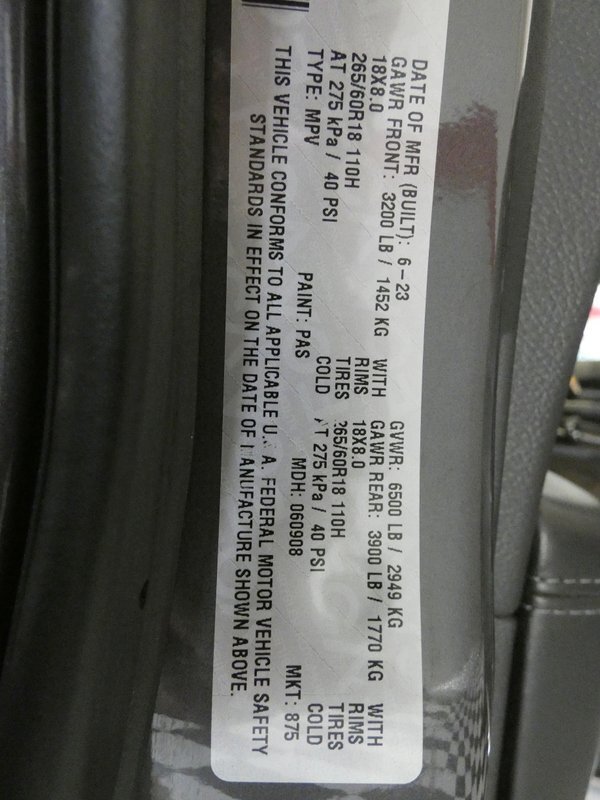 DATE OF MFR (BUILT): 6-23 GVWR: 6500 LB / 2949 KG
GAWR FRONT: 3200 LB / 1452 KG WITH GAWR REAR: 3900 LB / 1770 KG WITH
18X8.0 RIMS 18X8.0 RIMS
265/60R18 110H TIRES 265/60R18 110H TIRES
AT 275 kPa / 40 PSI COLD AT 275 kPa / 40 PSI COLD
TYPE: MPV PAINT: PAS MDH: 060908 MKT: 875
THIS VEHICLE CONFORMS TO ALL APPLICABLE U.S.A. FEDERAL MOTOR VEHICLE SAFETY
STANDARDS IN EFFECT ON THE DATE OF MANUFACTURE SHOWN ABOVE.